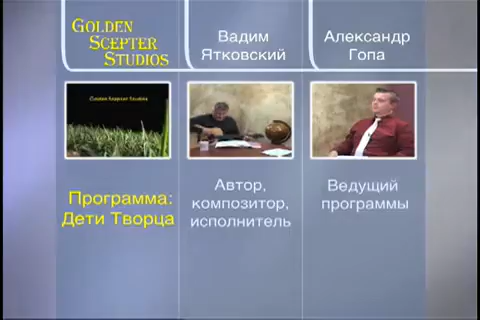 GOLDEN
SCEPTER
STUDIOS
Вадим
Ятковский
Александр
Гопа
Golden Scepter Studios
Программа:
Дети Творца
Автор,
композитор,
исполнитель
Ведущий
программы